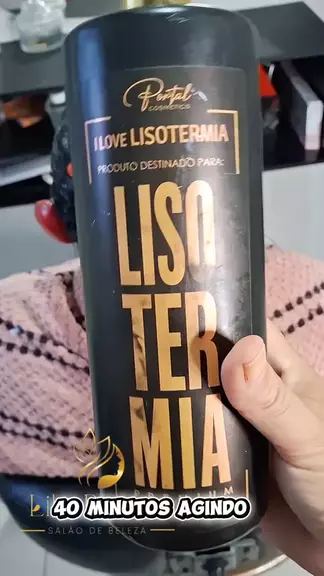 Portal
COSMETICS
I LOVE LISOTERMIA
PRODUTO DESTINADO PARA:
LISO
TER
MIA
40 MINUTOS AGINDO
SALÃO DE BELEZA